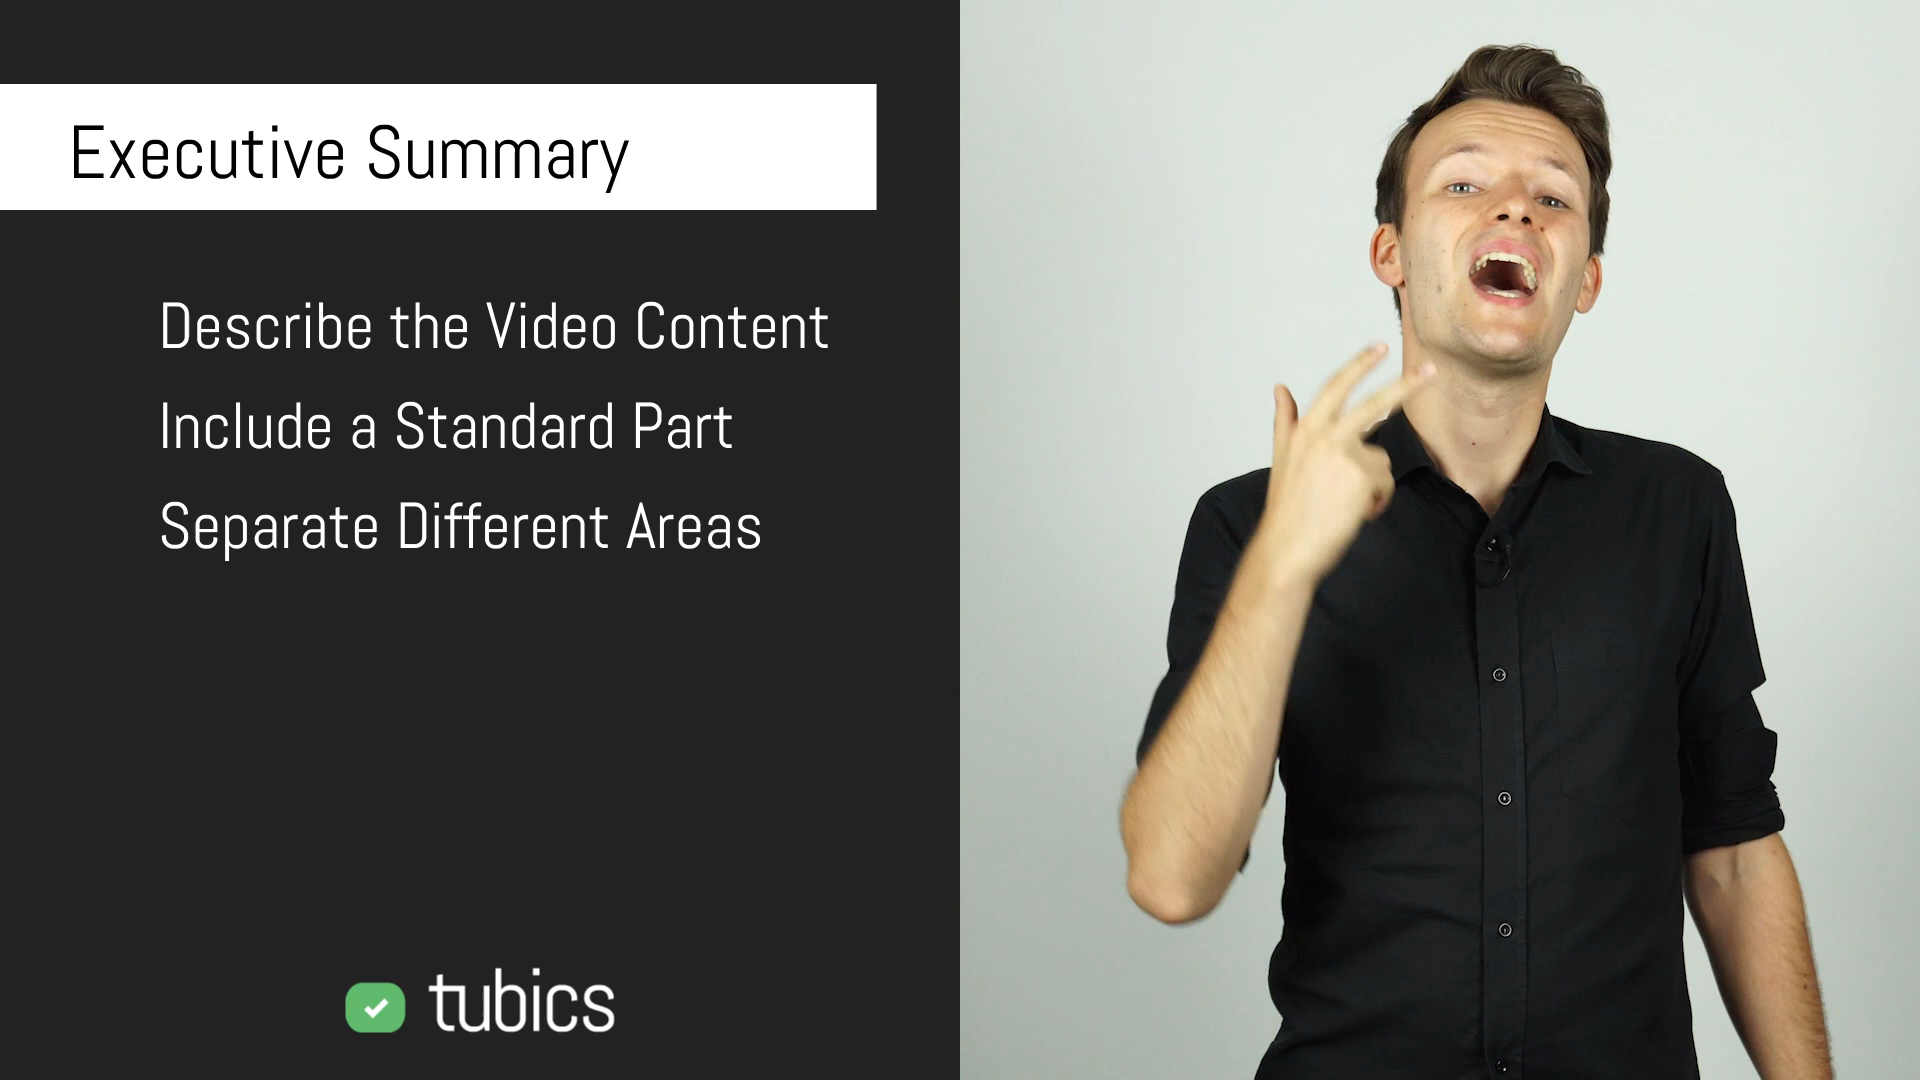 Executive Summary
Describe the Video Content
Include a Standard Part
Separate Different Areas
tubics